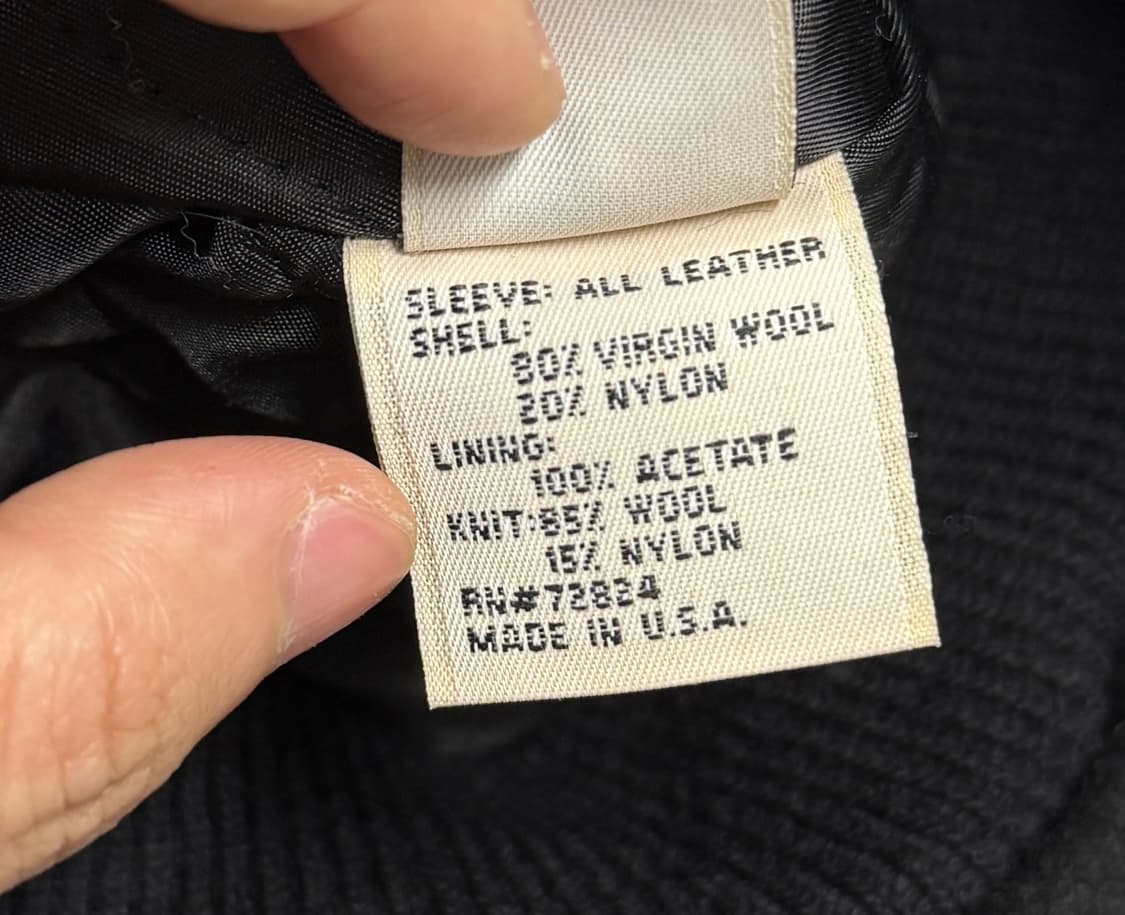 SLEEVE: ALL LEATHER
SHELL:
80% VIRGIN WOOL
20% NYLON
LINING:
100% ACETATE
KNIT:85% WOOL
15% NYLON
RN#72824
MADE IN U.S.A.